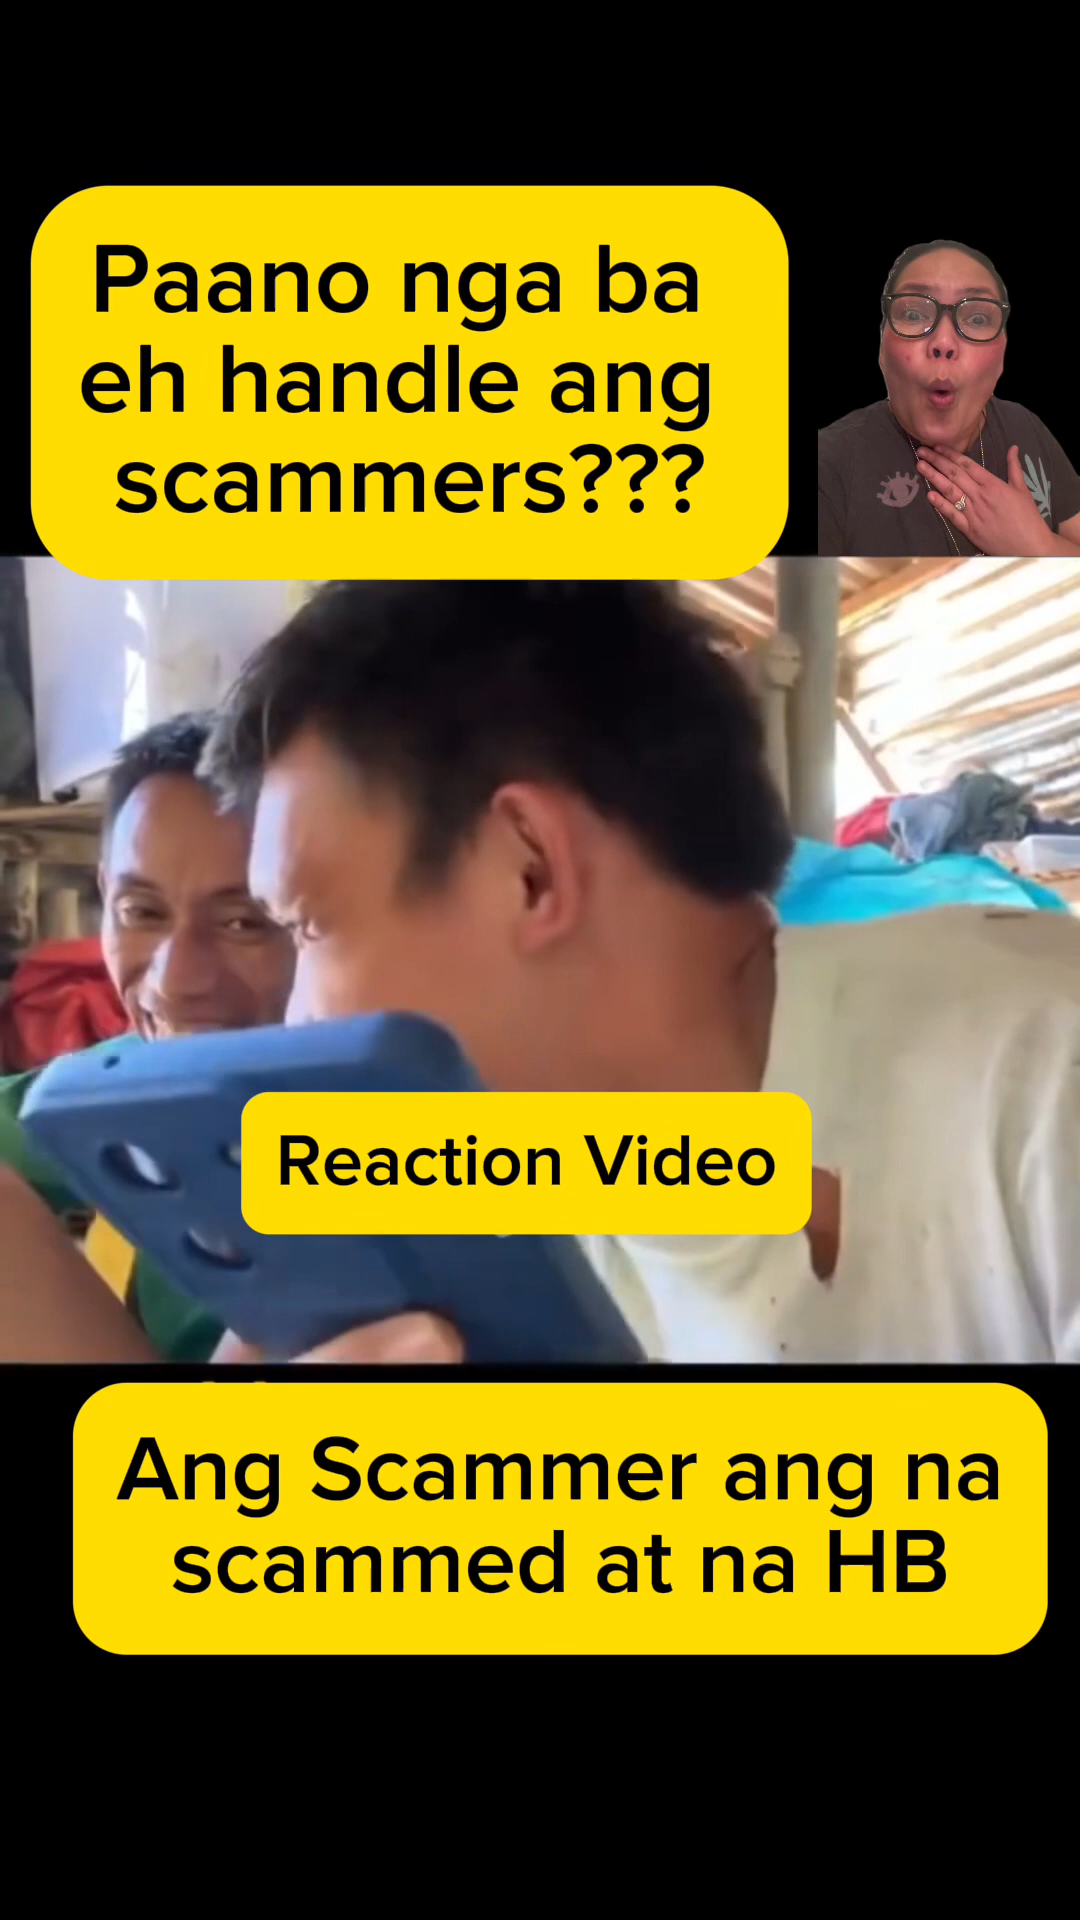 Paano nga ba
eh handle ang
scammers???
Reaction Video
Ang Scammer ang na
scammed at na HB